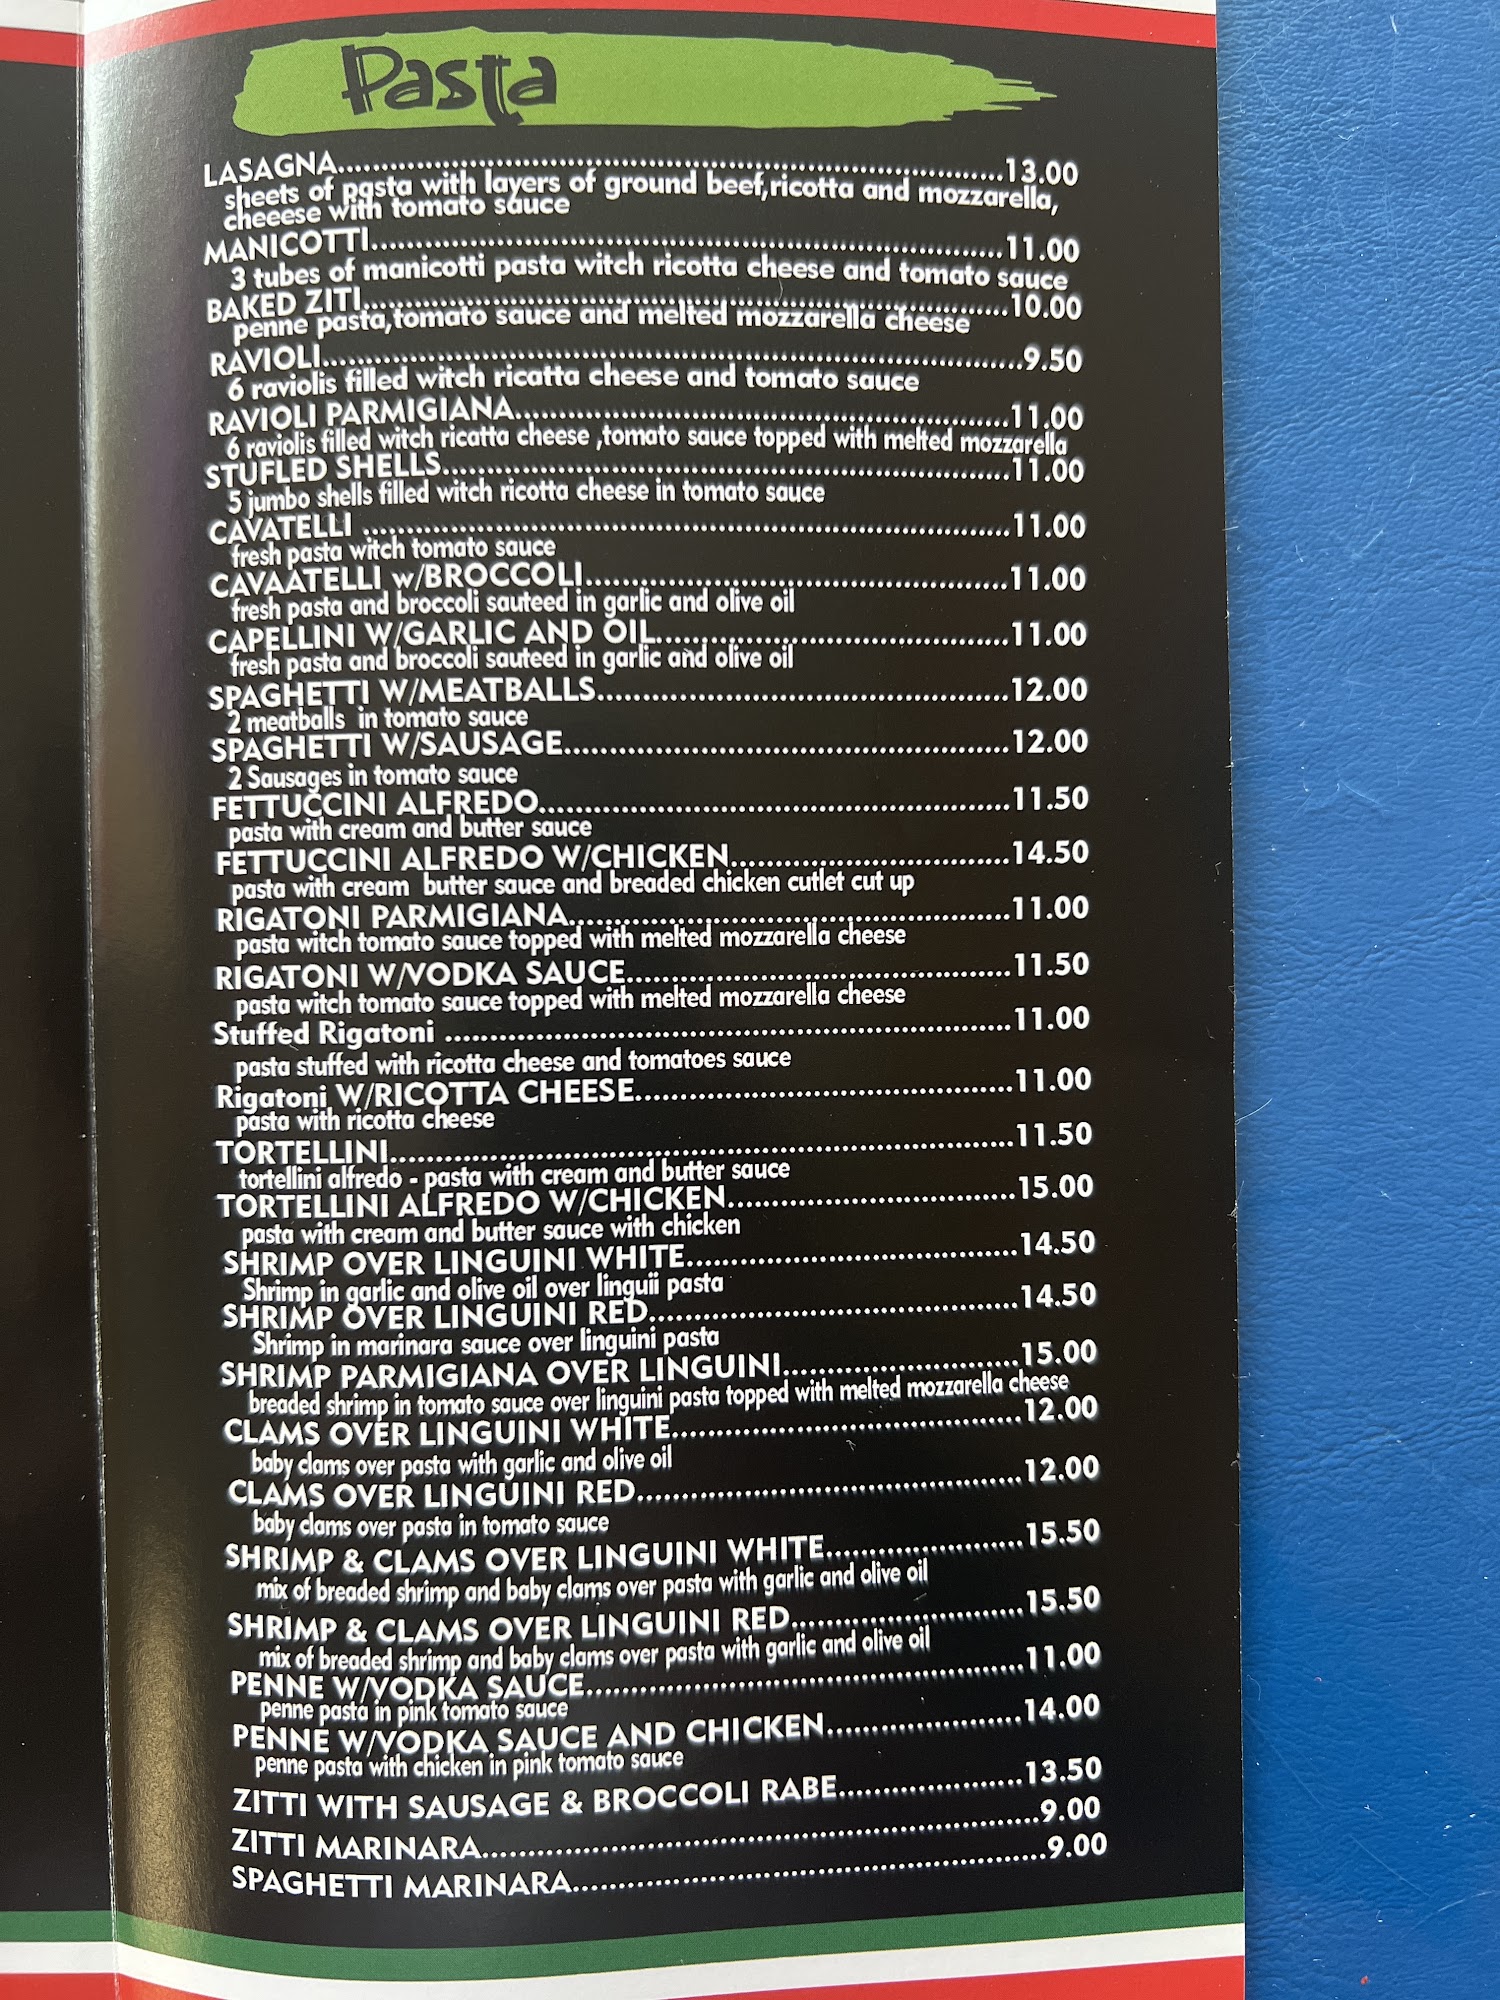 Pasta
LASAGNA..........13.00
sheets of pasta with layers of ground beef,ricotta and mozzarella,
cheeese with tomato sauce
MANICOTTI..........11.00
3 tubes of manicotti pasta witch ricotta cheese and tomato sauce
BAKED ZITI..........10.00
penne pasta,tomato sauce and melted mozzarella cheese
RAVIOLI..........9.50
6 raviolis filled witch ricatta cheese and tomato sauce
RAVIOLI PARMIGIANA..........11.00
6 raviolis filled witch ricatta cheese ,tomato sauce topped with melted mozzarella
STUFLED SHELLS..........11.00
5 jumbo shells filled witch ricotta cheese in tomato sauce
CAVATELLI ..........11.00
fresh pasta witch tomato sauce
CAVAATELLI w/BROCCOLI..........11.00
fresh pasta and broccoli sauteed in garlic and olive oil
CAPELLINI W/GARLIC AND OIL..........11.00
fresh pasta and broccoli sauteed in garlic and olive oil
SPAGHETTI W/MEATBALLS..........12.00
2 meatballs in tomato sauce
SPAGHETTI W/SAUSAGE..........12.00
2 Sausages in tomato sauce
FETTUCCINI ALFREDO..........11.50
pasta with cream and butter sauce
FETTUCCINI ALFREDO W/CHICKEN..........14.50
pasta with cream butter sauce and breaded chicken cutlet cut up
RIGATONI PARMIGIANA..........11.00
pasta witch tomato sauce topped with melted mozzarella cheese
RIGATONI W/VODKA SAUCE..........11.50
pasta witch tomato sauce topped with melted mozzarella cheese
Stuffed Rigatoni ..........11.00
pasta stuffed with ricotta cheese and tomatoes sauce
Rigatoni W/RICOTTA CHEESE..........11.00
pasta with ricotta cheese
TORTELLINI..........11.50
tortellini alfredo - pasta with cream and butter sauce
TORTELLINI ALFREDO W/CHICKEN..........15.00
pasta with cream and butter sauce with chicken
SHRIMP OVER LINGUINI WHITE..........14.50
Shrimp in garlic and olive oil over linguii pasta
SHRIMP OVER LINGUINI RED..........14.50
Shrimp in marinara sauce over linguini pasta
SHRIMP PARMIGIANA OVER LINGUINI..........15.00
breaded shrimp in tomato sauce over linguini pasta topped with melted mozzarella cheese
CLAMS OVER LINGUINI WHITE..........12.00
baby clams over pasta with garlic and olive oil
CLAMS OVER LINGUINI RED..........12.00
baby clams over pasta in tomato sauce
SHRIMP & CLAMS OVER LINGUINI WHITE..........15.50
mix of breaded shrimp and baby clams over pasta with garlic and olive oil
SHRIMP & CLAMS OVER LINGUINI RED..........15.50
mix of breaded shrimp and baby clams over pasta with garlic and olive oil
PENNE W/VODKA SAUCE..........11.00
penne pasta in pink tomato sauce
PENNE W/VODKA SAUCE AND CHICKEN..........14.00
penne pasta with chicken in pink tomato sauce
ZITTI WITH SAUSAGE & BROCCOLI RABE..........13.50
ZITTI MARINARA..........9.00
SPAGHETTI MARINARA..........9.00